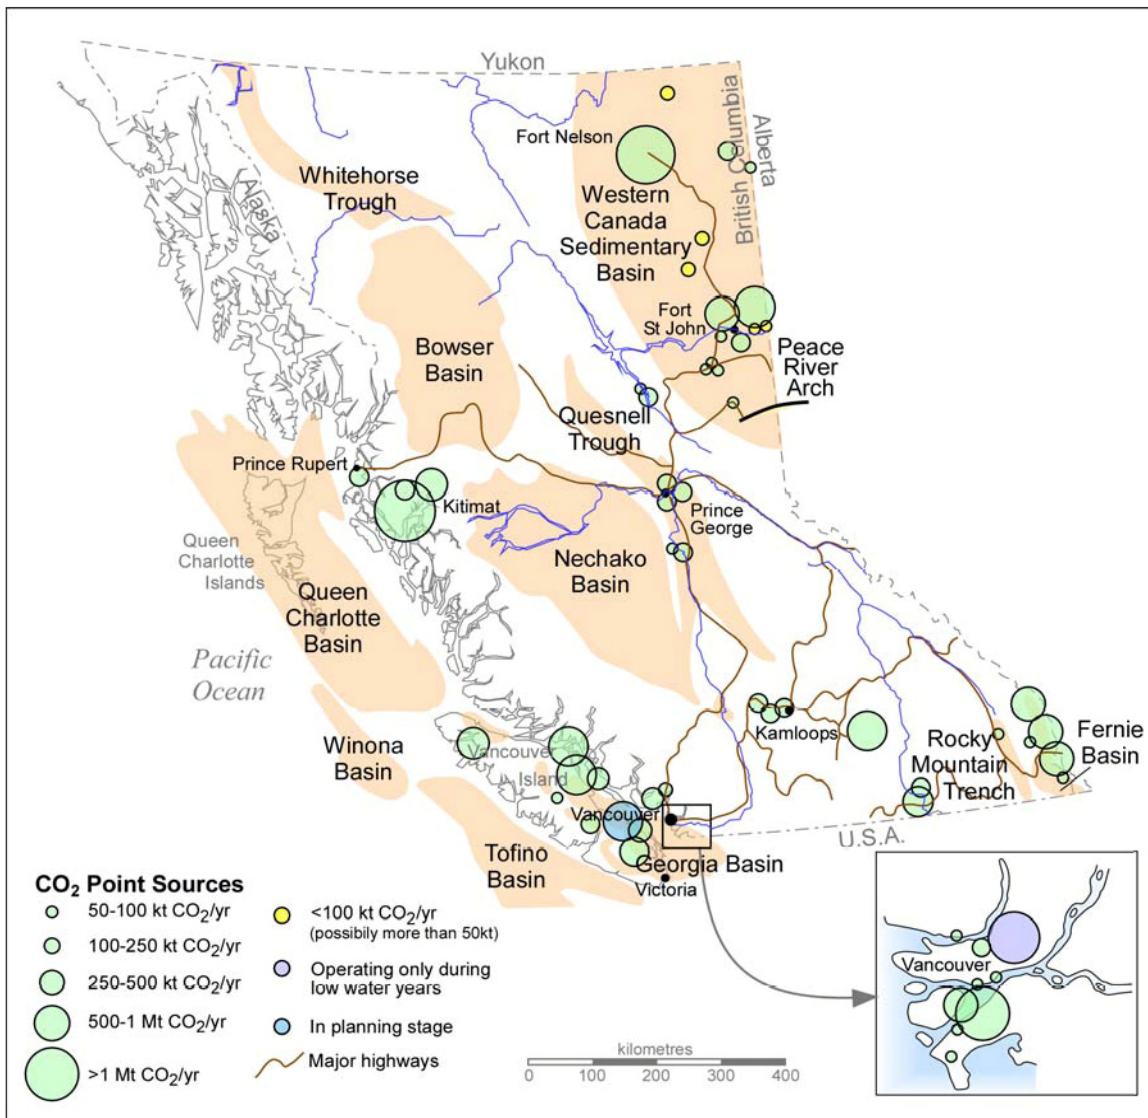 Yukon
Fort Nelson
British Columbia
Alberta
Whitehorse
Trough
Alaska
Western
Canada
Sedimentary
Basin
Fort
St John
Bowser
Basin
Peace
River
Arch
Quesnell
Trough
Prince Rupert
Kitimat
Prince
George
Queen
Charlotte
Islands
Nechako
Basin
Queen
Charlotte
Basin
Pacific
Ocean
Kamloops
Winona
Basin
Vancouver
Island
Rocky
Mountain
Trench
Fernie
Basin
Vancouver
U.S.A.
Tofino
Basin
Georgia Basin
Victoria
CO2 Point Sources
50-100 kt CO2/yr
100-250 kt CO2/yr
250-500 kt CO2/yr
500-1 Mt CO2/yr
>1 Mt CO2/yr
<100 kt CO2/yr
(possibily more than 50kt)
Operating only during
low water years
In planning stage
Major highways
kilometres
0 100 200 300 400
Vancouver